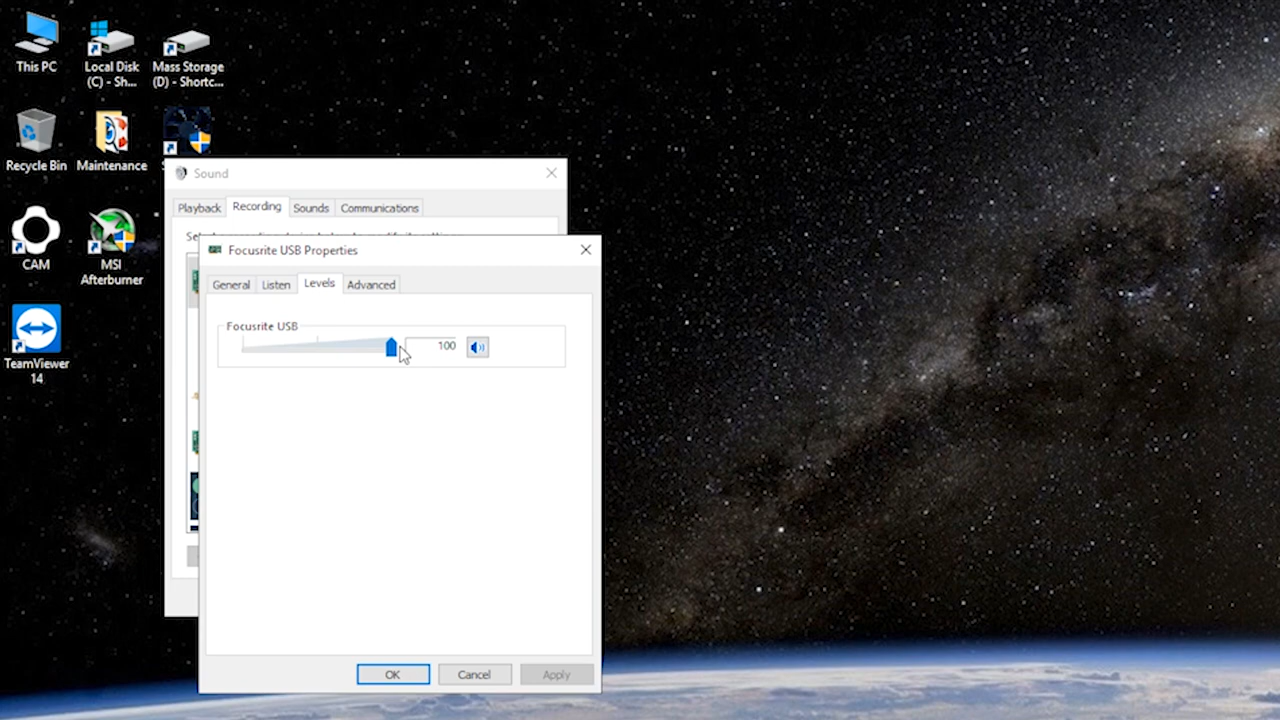 This PC
Local Disk
(C) - Sh...
Mass Storage
(D) - Shortc...
Recycle Bin
Maintenance
CAM
MSI
Afterburner
TeamViewer
14
Sound
Playback
Recording
Sounds
Communications
Focusrite USB Properties
General
Listen
Levels
Advanced
Focusrite USB
100
OK
Cancel
Apply